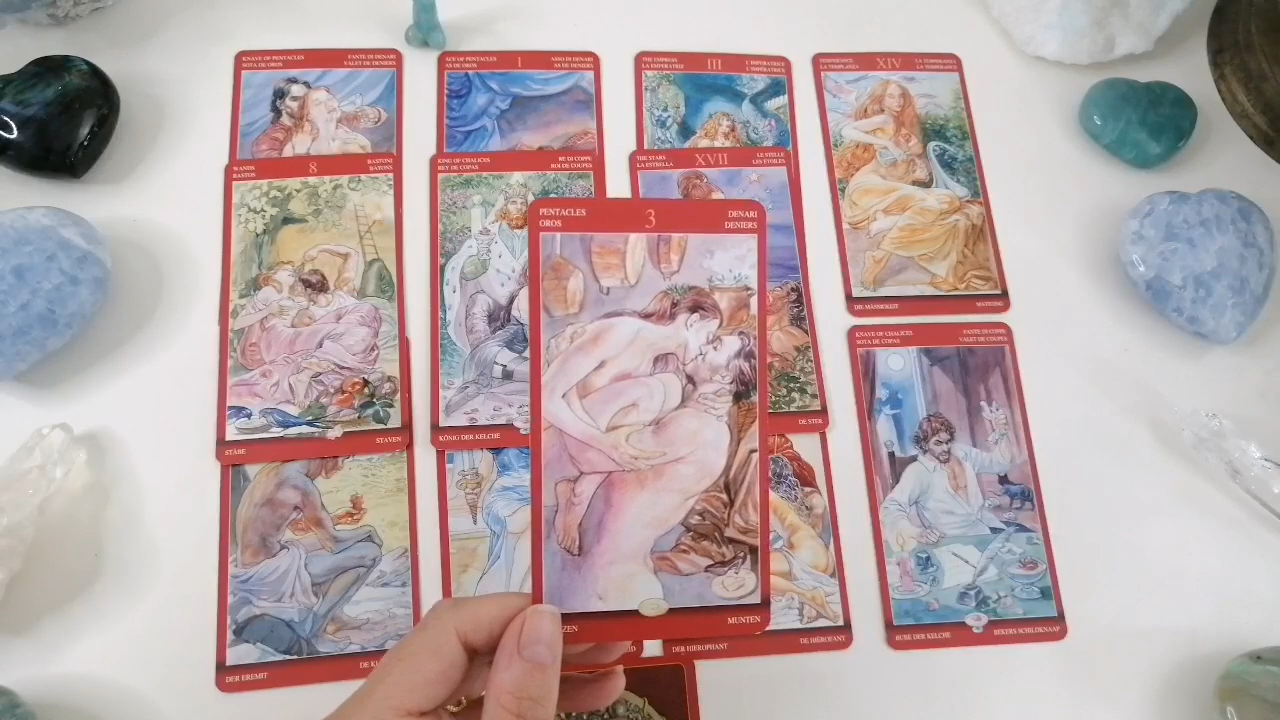 KNAVE OF PENTACLES
SOTA DE OROS
FANTE DI DENARI
VALET DE DENIERS
ACE OF PENTACLES
AS DE OROS
I
ASSO DI DENARI
AS DE DENIERS
THE EMPRESS
LA EMPERATRIZ
III
L'IMPERATRICE
L'IMPÉRATRICE
TEMPERANCE
LA TEMPLANZA
XIV
LA TEMPERANZA
LA TEMPERANCE
DIE MÄSSIGKEIT
MATIGING
WANDS
BASTOS
8
BASTONI
BATONS
STÄBE
STAVEN
KING OF CHALICES
REY DE COPAS
RE DI COPPE
ROI DE COUPES
KÖNIG DER KELCHE
THE STARS
LA ESTRELLA
XVII
LE STELLE
LES ÉTOILES
DE STER
PENTACLES
OROS
3
DENARI
DENIERS
ZEN
MUNTEN
KNAVE OF CHALICES
SOTA DE COPAS
FANTE DI COPPE
VALET DE COUPES
BUBE DER KELCHE
BEKERS SCHILDKNAAP
DER EREMIT
DE KL
DER HIEROPHANT
DE HIËROFANT